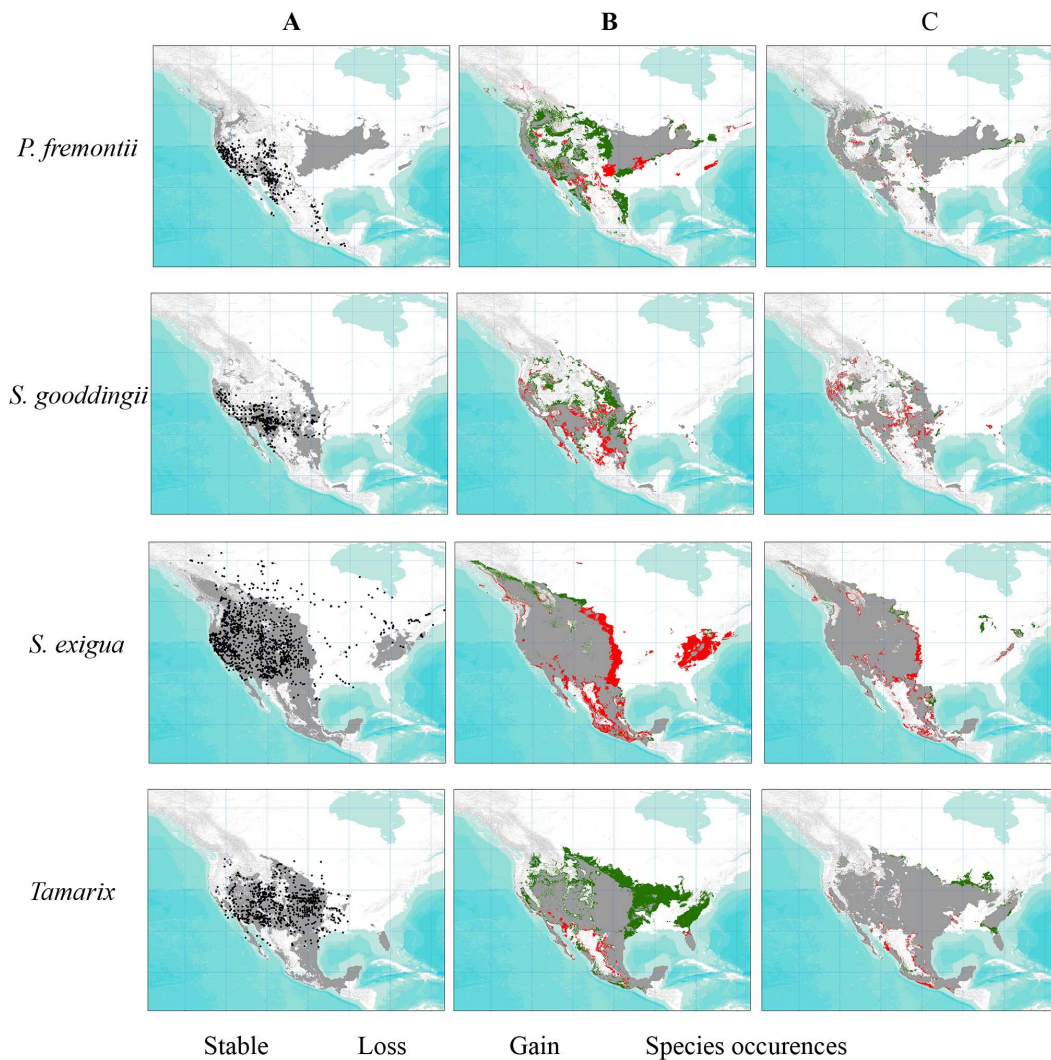 A B C
P. fremontii
S. gooddingii
S. exigua
Tamarix
Stable Loss Gain Species occurences